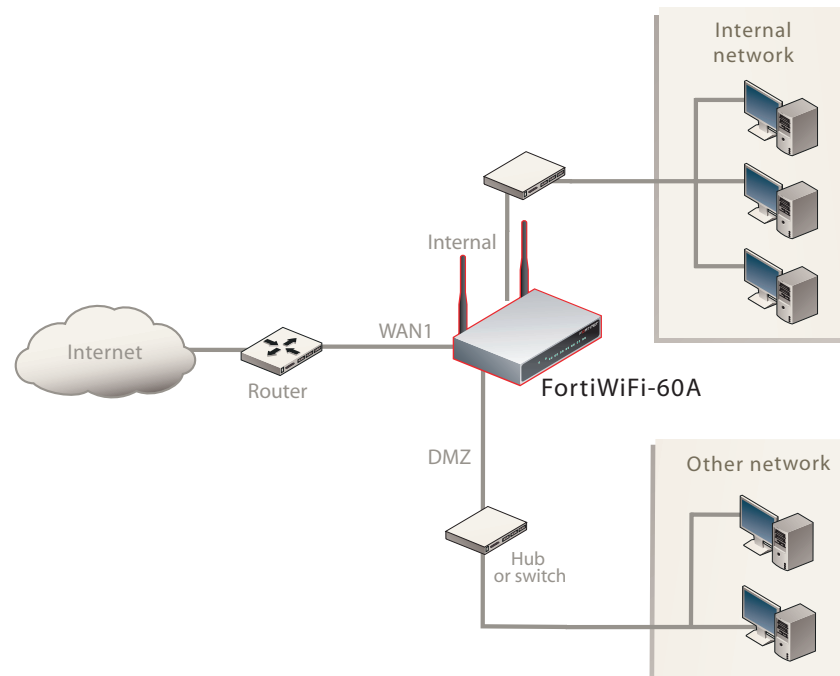 Internal
network
Internal
WAN1
Internet
Router
FortiWiFi-60A
DMZ
Other network
Hub
or switch